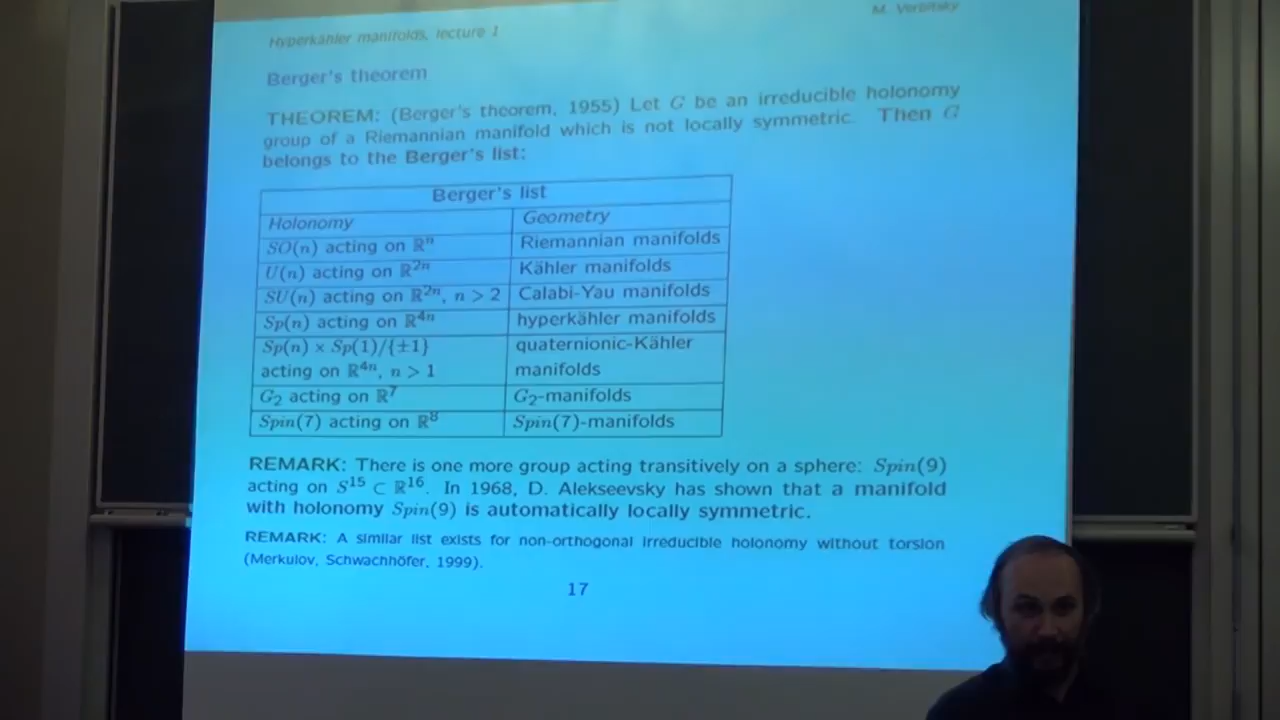 Hyperkähler manifolds, lecture 1
M. Verbitsky
Berger's theorem
THEOREM: (Berger's theorem, 1955) Let G be an irreducible holonomy
group of a Riemannian manifold which is not locally symmetric. Then G
belongs to the Berger's list:
Berger's list
Holonomy Geometry
SO(n) acting on ℝⁿ Riemannian manifolds
U(n) acting on ℝ²ⁿ Kähler manifolds
SU(n) acting on ℝ²ⁿ, n > 2 Calabi-Yau manifolds
Sp(n) acting on ℝ⁴ⁿ hyperkähler manifolds
Sp(n) × Sp(1)/{±1} quaternionic-Kähler
acting on ℝ⁴ⁿ, n > 1 manifolds
G₂ acting on ℝ⁷ G₂-manifolds
Spin(7) acting on ℝ⁸ Spin(7)-manifolds
REMARK: There is one more group acting transitively on a sphere: Spin(9)
acting on S¹⁵ ⊂ ℝ¹⁶. In 1968, D. Alekseevsky has shown that a manifold
with holonomy Spin(9) is automatically locally symmetric.
REMARK: A similar list exists for non-orthogonal irreducible holonomy without torsion
(Merkulov, Schwachhöfer, 1999).
17